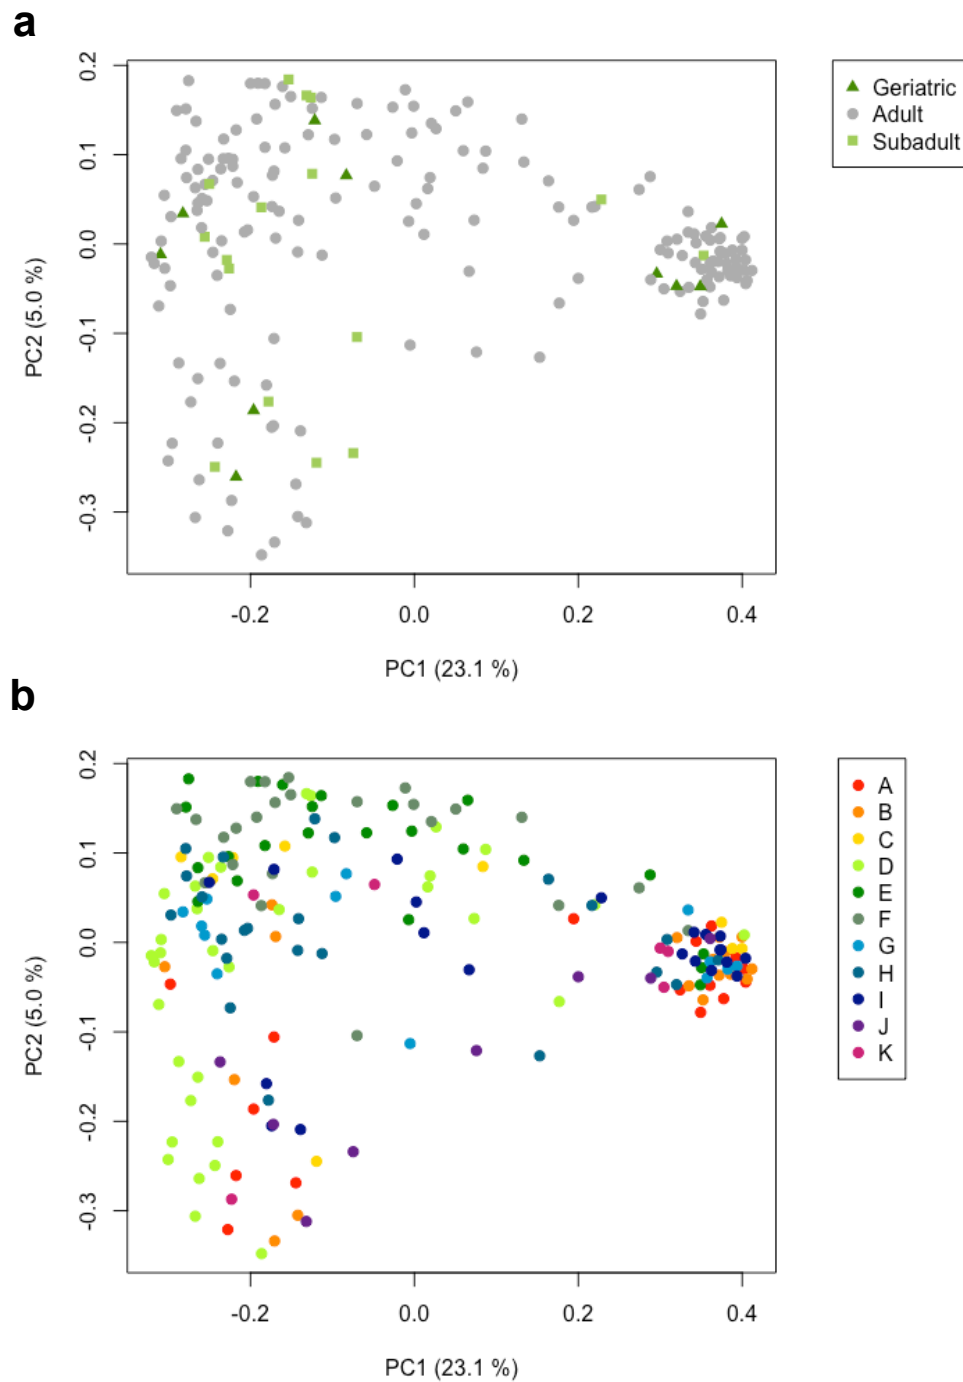 a
0.2
0.1
0.0
-0.1
-0.2
-0.3
PC2 (5.0 %)
-0.2 0.0 0.2 0.4
PC1 (23.1 %)
Geriatric
Adult
Subadult
b
0.2
0.1
0.0
-0.1
-0.2
-0.3
PC2 (5.0 %)
-0.2 0.0 0.2 0.4
PC1 (23.1 %)
A
B
C
D
E
F
G
H
I
J
K